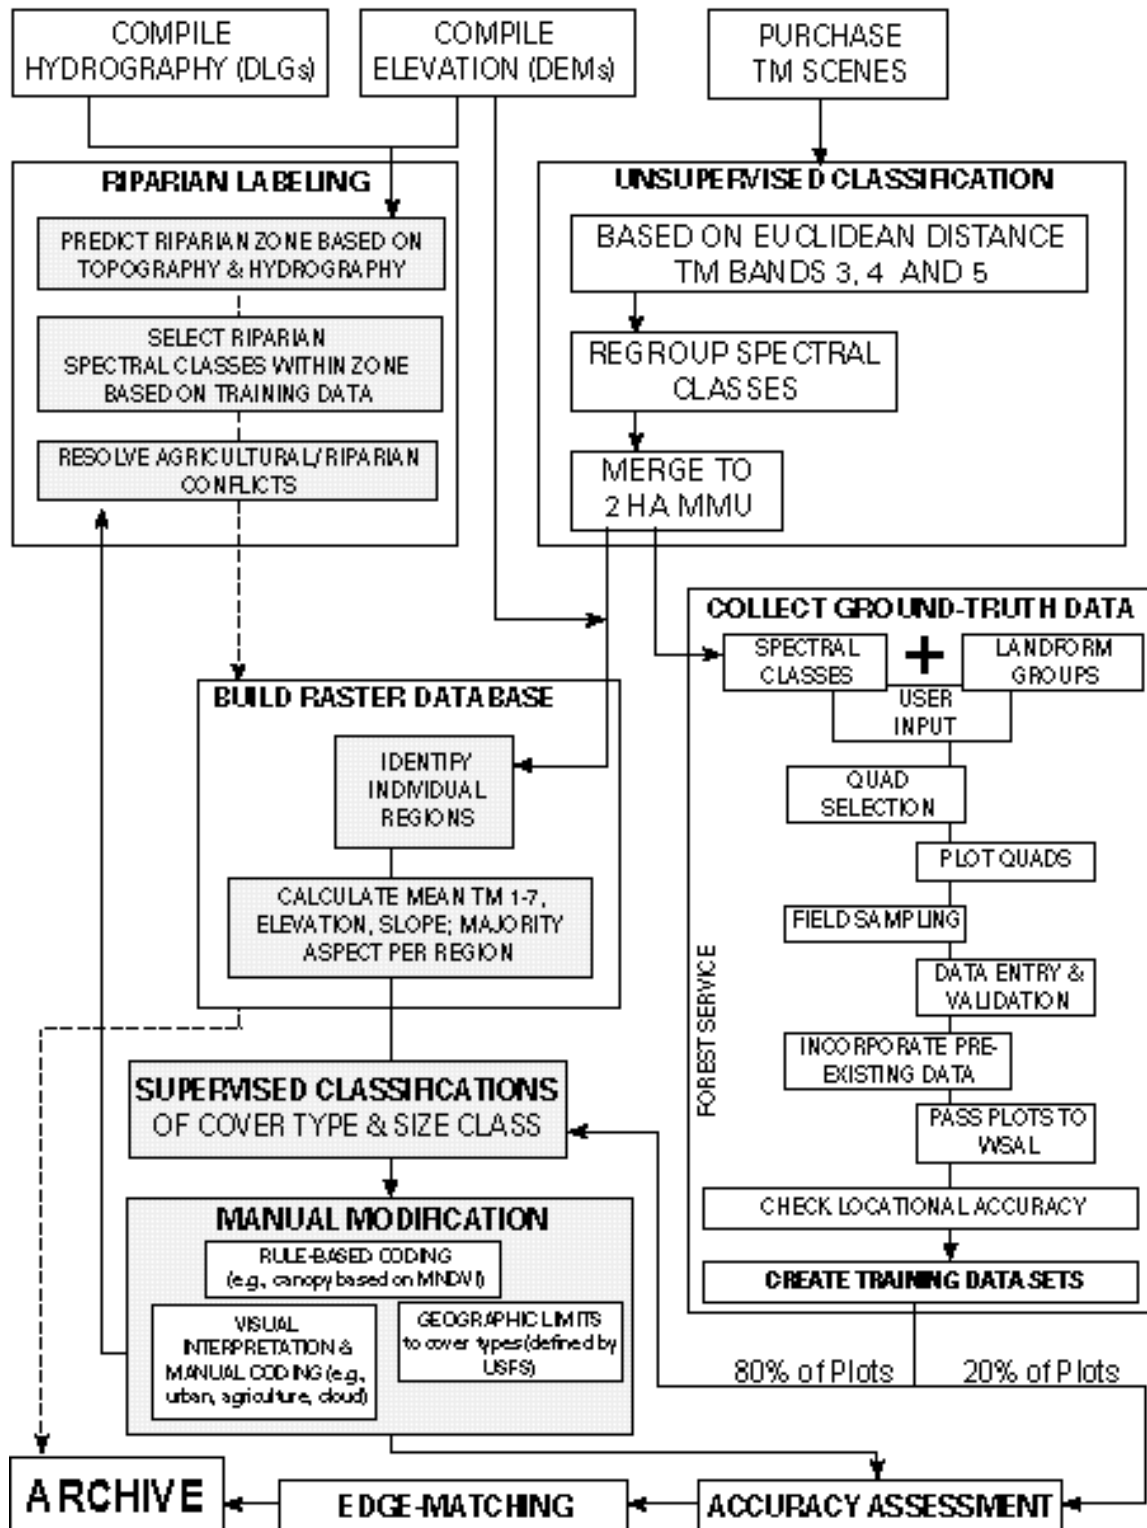 COMPILE
HYDROGRAPHY (DLGs)
COMPILE
ELEVATION (DEMs)
PURCHASE
TM SCENES
RIPARIAN LABELING
PREDICT RIPARIAN ZONE BASED ON
TOPOGRAPHY & HYDROGRAPHY
SELECT RIPARIAN
SPECTRAL CLASSES WITHIN ZONE
BASED ON TRAINING DATA
RESOLVE AGRICULTURAL/RIPARIAN
CONFLICTS
UNSUPERVISED CLASSIFICATION
BASED ON EUCLIDEAN DISTANCE
TM BANDS 3, 4 AND 5
REGROUP SPECTRAL
CLASSES
MERGE TO
2 HA MMU
COLLECT GROUND-TRUTH DATA
SPECTRAL
CLASSES
+
LANDFORM
GROUPS
USER
INPUT
QUAD
SELECTION
PLOT QUADS
FIELD SAMPLING
DATA ENTRY &
VALIDATION
INCORPORATE PRE-
EXISTING DATA
PASS PLOTS TO
WSAL
CHECK LOCATIONAL ACCURACY
CREATE TRAINING DATA SETS
FOREST SERVICE
BUILD RASTER DATABASE
IDENTIFY
INDIVIDUAL
REGIONS
CALCULATE MEAN TM 1-7,
ELEVATION, SLOPE; MAJORITY
ASPECT PER REGION
SUPERVISED CLASSIFICATIONS
OF COVER TYPE & SIZE CLASS
MANUAL MODIFICATION
RULE-BASED CODING
(e.g., canopy based on MNDVI)
VISUAL
INTERPRETATION &
MANUAL CODING (e.g.,
urban, agriculture, cloud)
GEOGRAPHIC LIMITS
to cover types (defined by
USFS)
80% of Plots
20% of Plots
ARCHIVE
EDGE-MATCHING
ACCURACY ASSESSMENT